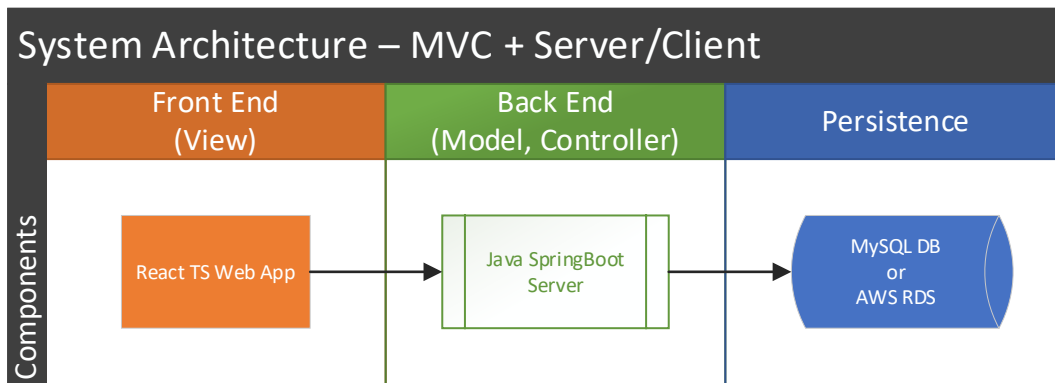 System Architecture – MVC + Server/Client
Front End
(View)
Back End
(Model, Controller)
Persistence
Components
React TS Web App
Java SpringBoot
Server
MySQL DB
or
AWS RDS